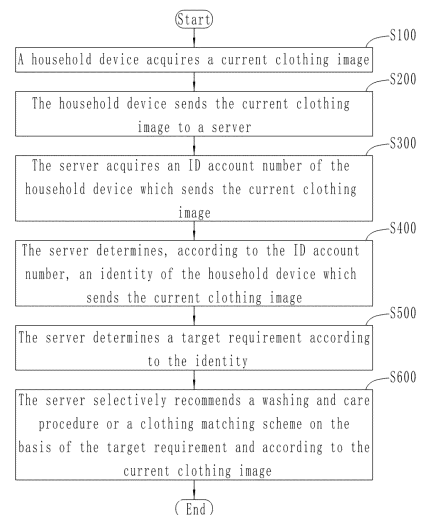 Start
S100
A household device acquires a current clothing image
S200
The household device sends the current clothing
image to a server
S300
The server acquires an ID account number of the
household device which sends the current clothing
image
S400
The server determines, according to the ID account
number, an identity of the household device which
sends the current clothing image
S500
The server determines a target requirement according
to the identity
S600
The server selectively recommends a washing and care
procedure or a clothing matching scheme on the
basis of the target requirement and according to the
current clothing image
End